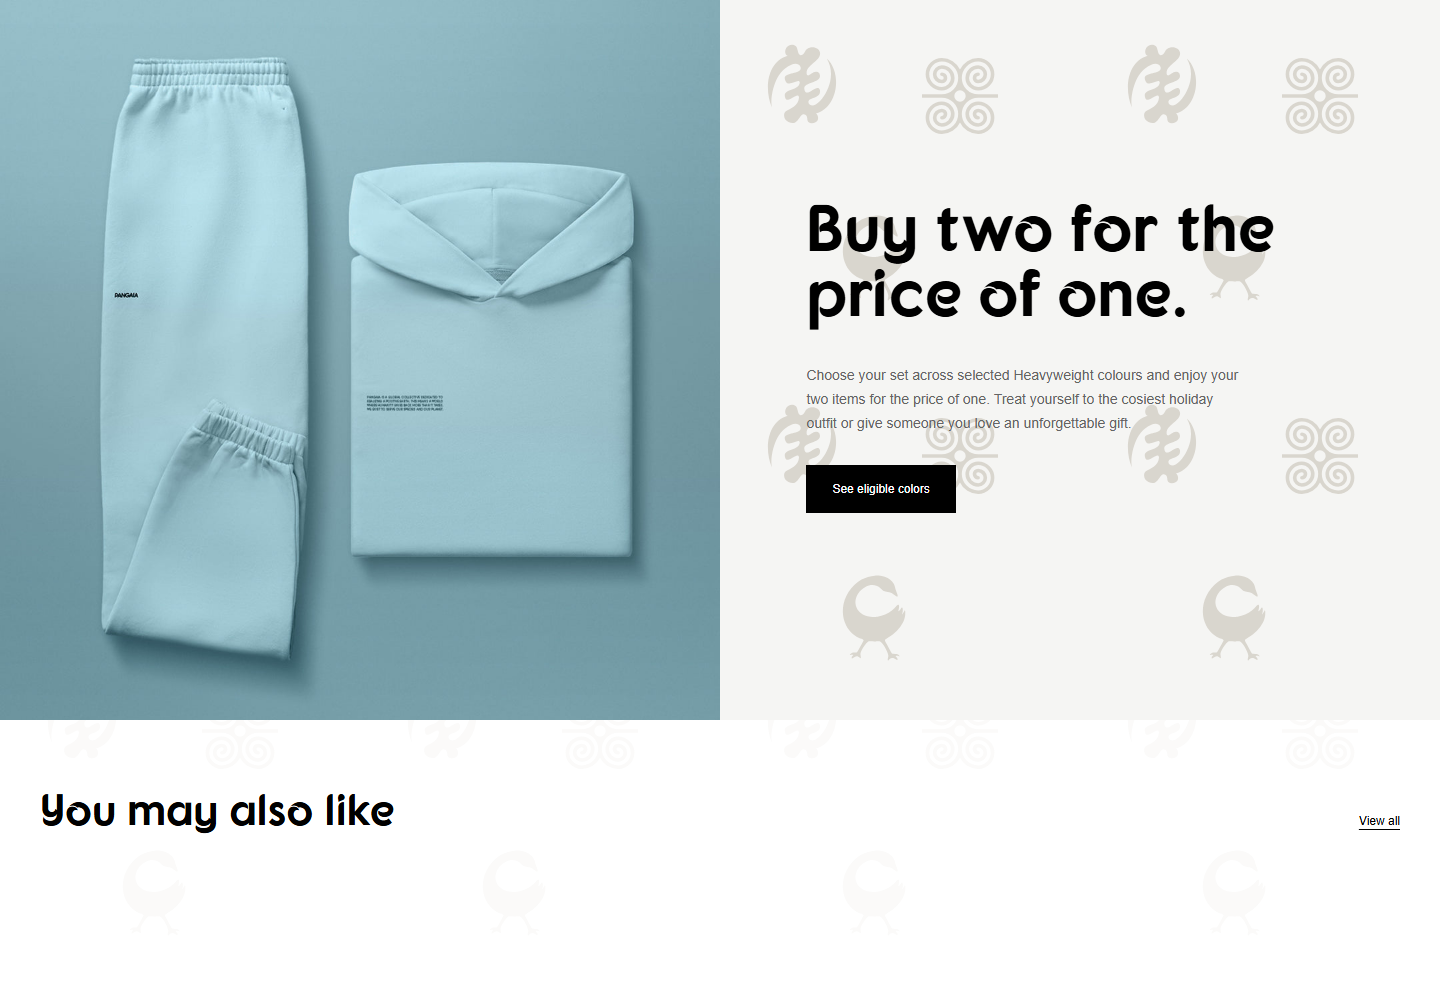 PANGAIA
Buy two for the
price of one.
Choose your set across selected Heavyweight colours and enjoy your
two items for the price of one. Treat yourself to the cosiest holiday
outfit or give someone you love an unforgettable gift.
See eligible colors
You may also like
View all